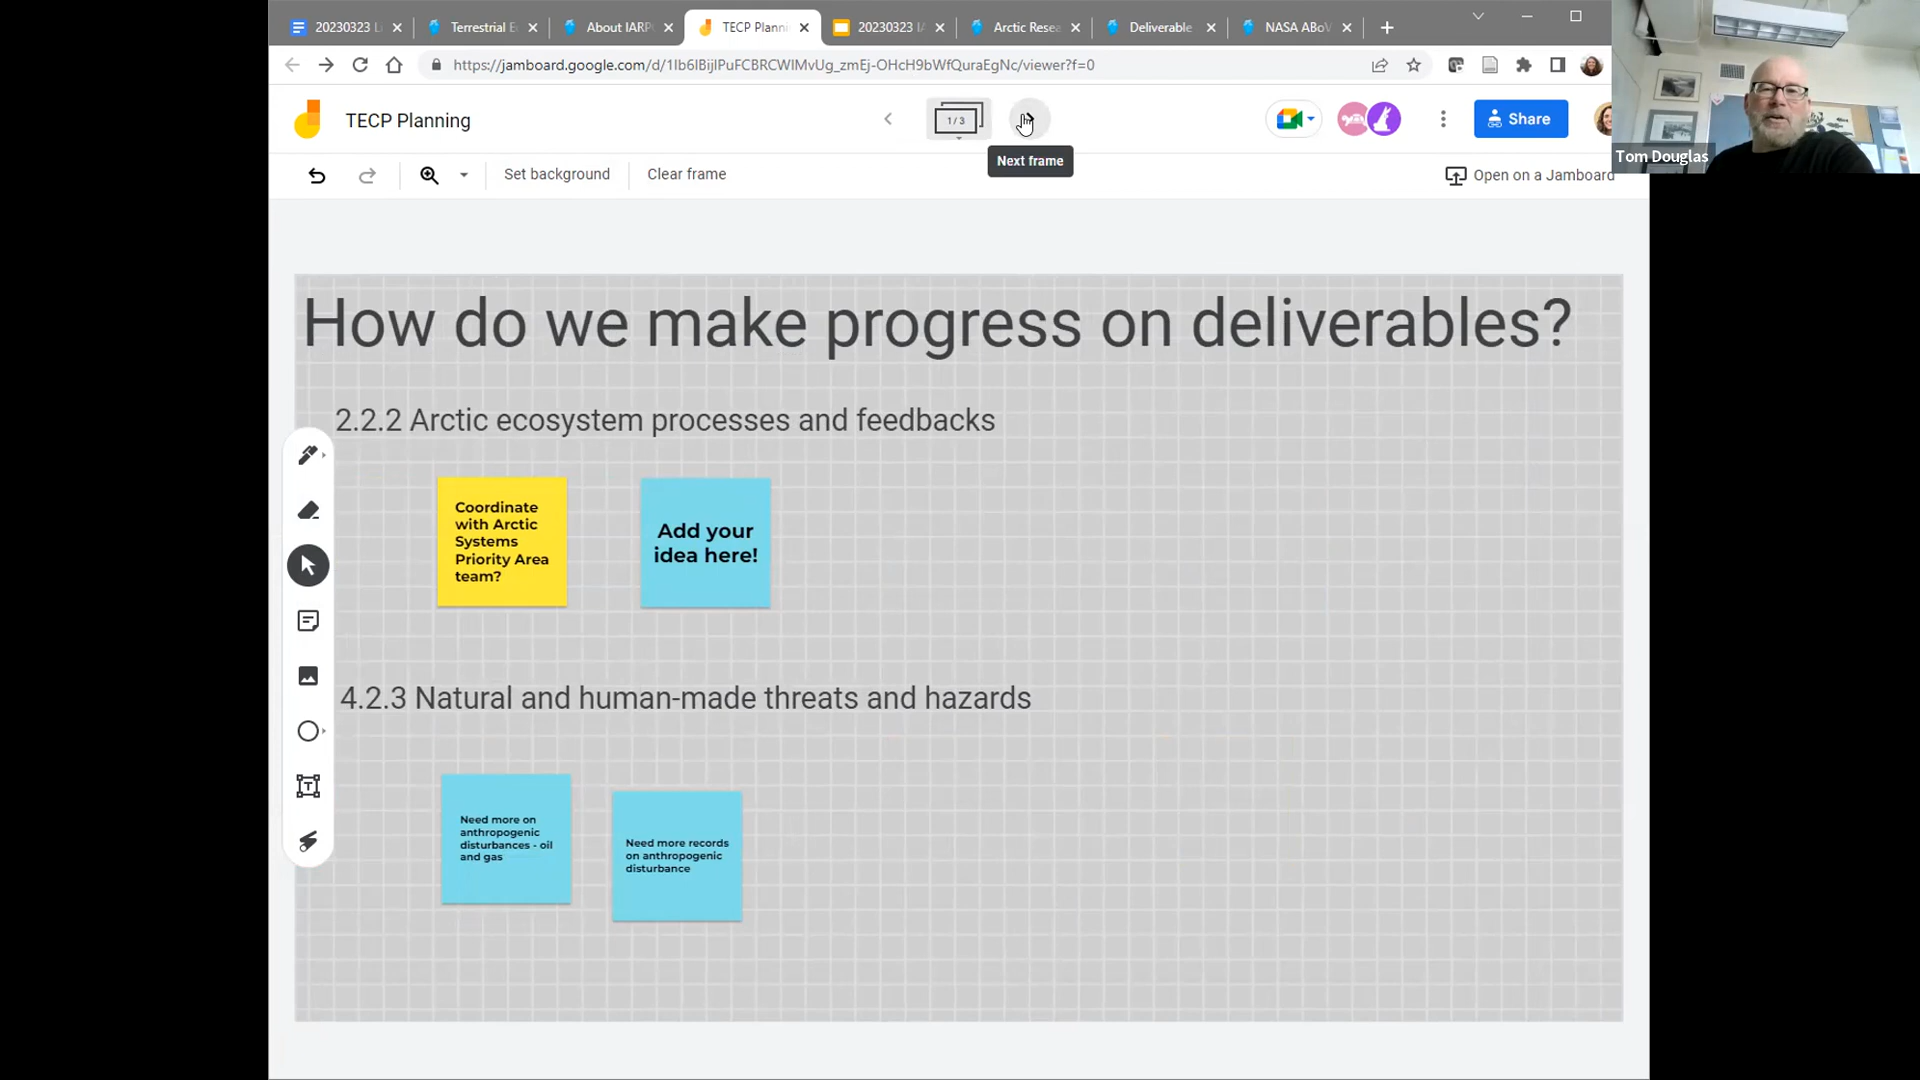 20230323 
Terrestrial E
About IARP
TECP Planni
20230323 I
Arctic Resea
Deliverable
NASA ABoV
https://jamboard.google.com/d/
/viewer?f=0
TECP Planning
1 / 3
Share
Next frame
Set background
Clear frame
Open on a Jamboard
Tom Douglas
How do we make progress on deliverables?
2.2.2 Arctic ecosystem processes and feedbacks
Coordinate
with Arctic
Systems
Priority Area
team?
Add your
idea here!
4.2.3 Natural and human-made threats and hazards
Need more on
anthropogenic
disturbances - oil
and gas
Need more records
on anthropogenic
disturbance